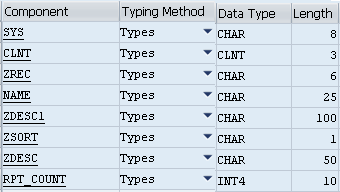 Component Typing Method Data Type Length
SYS Types CHAR 8
CLNT Types CLNT 3
ZREC Types CHAR 6
NAME Types CHAR 25
ZDESC1 Types CHAR 100
ZSORT Types CHAR 1
ZDESC Types CHAR 50
RPT_COUNT Types INT4 10